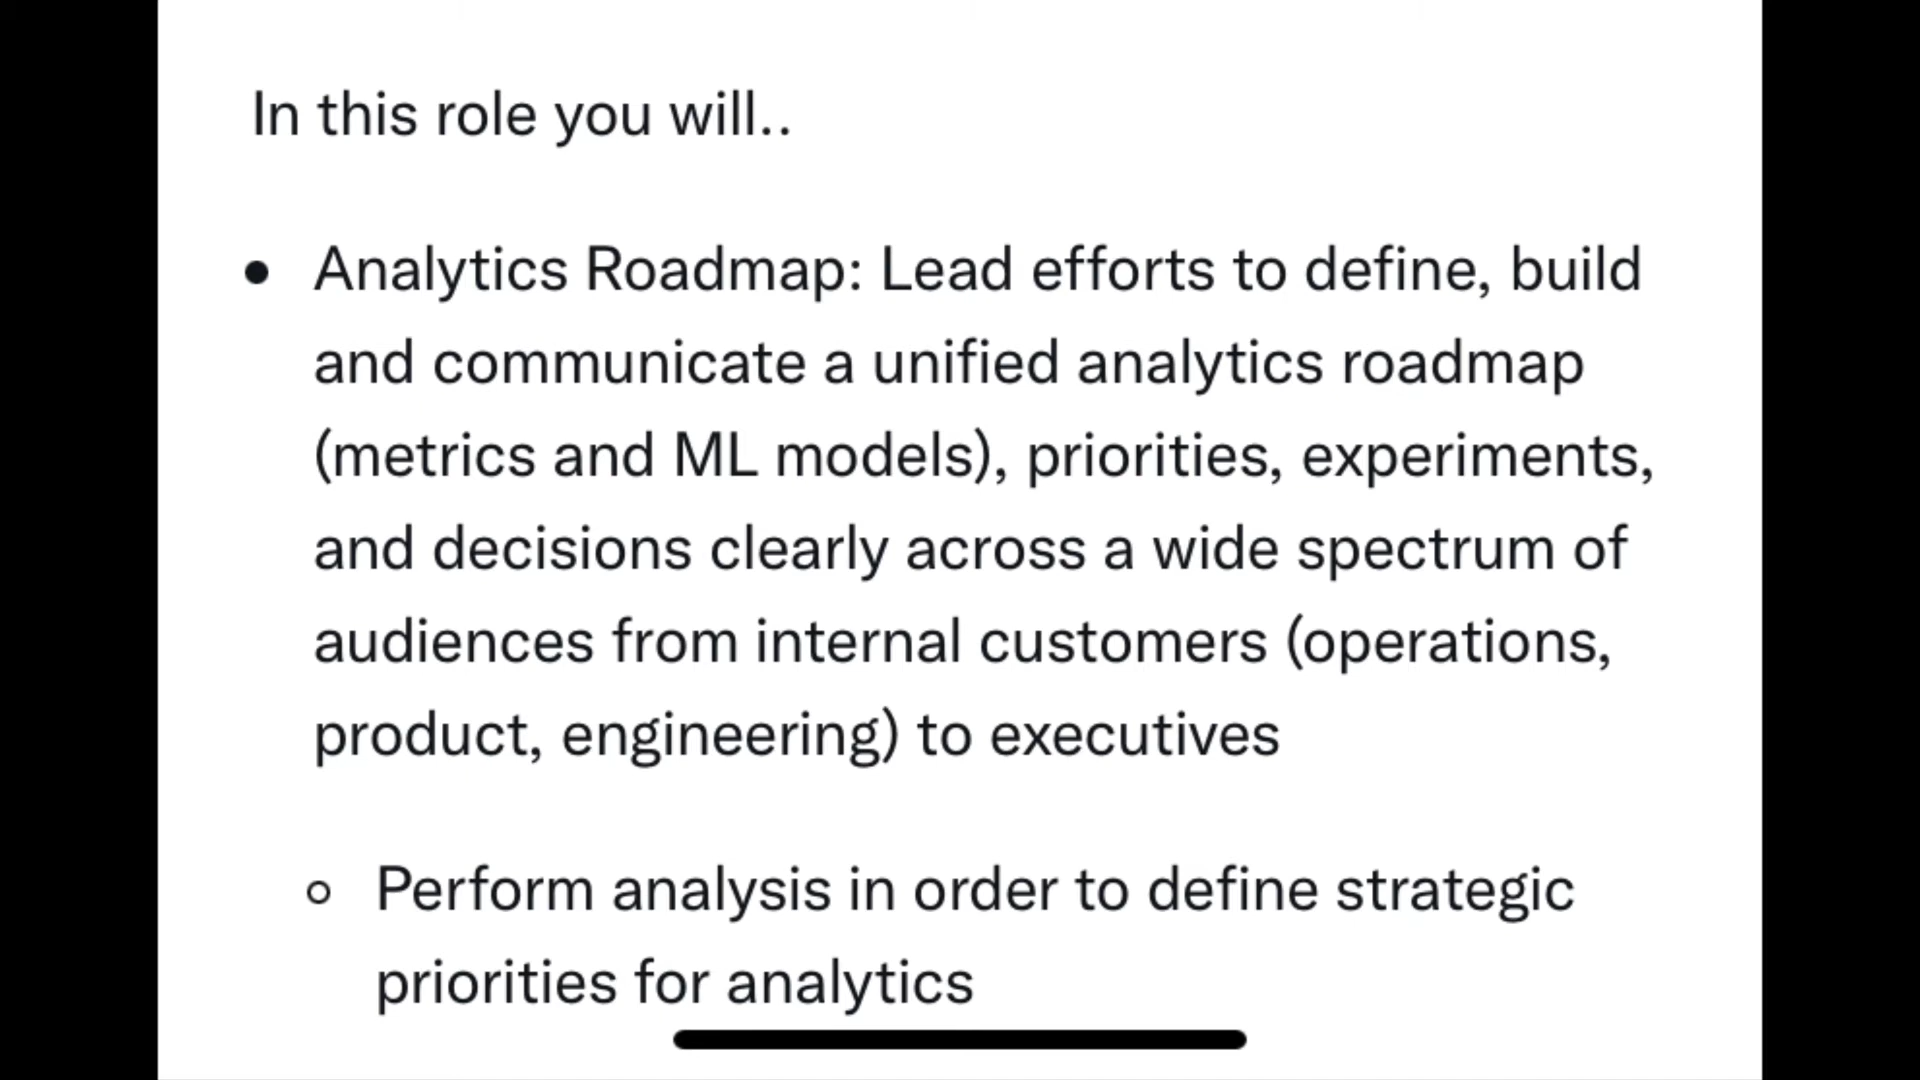 In this role you will..
● Analytics Roadmap: Lead efforts to define, build
and communicate a unified analytics roadmap
(metrics and ML models), priorities, experiments,
and decisions clearly across a wide spectrum of
audiences from internal customers (operations,
product, engineering) to executives
○ Perform analysis in order to define strategic
priorities for analytics